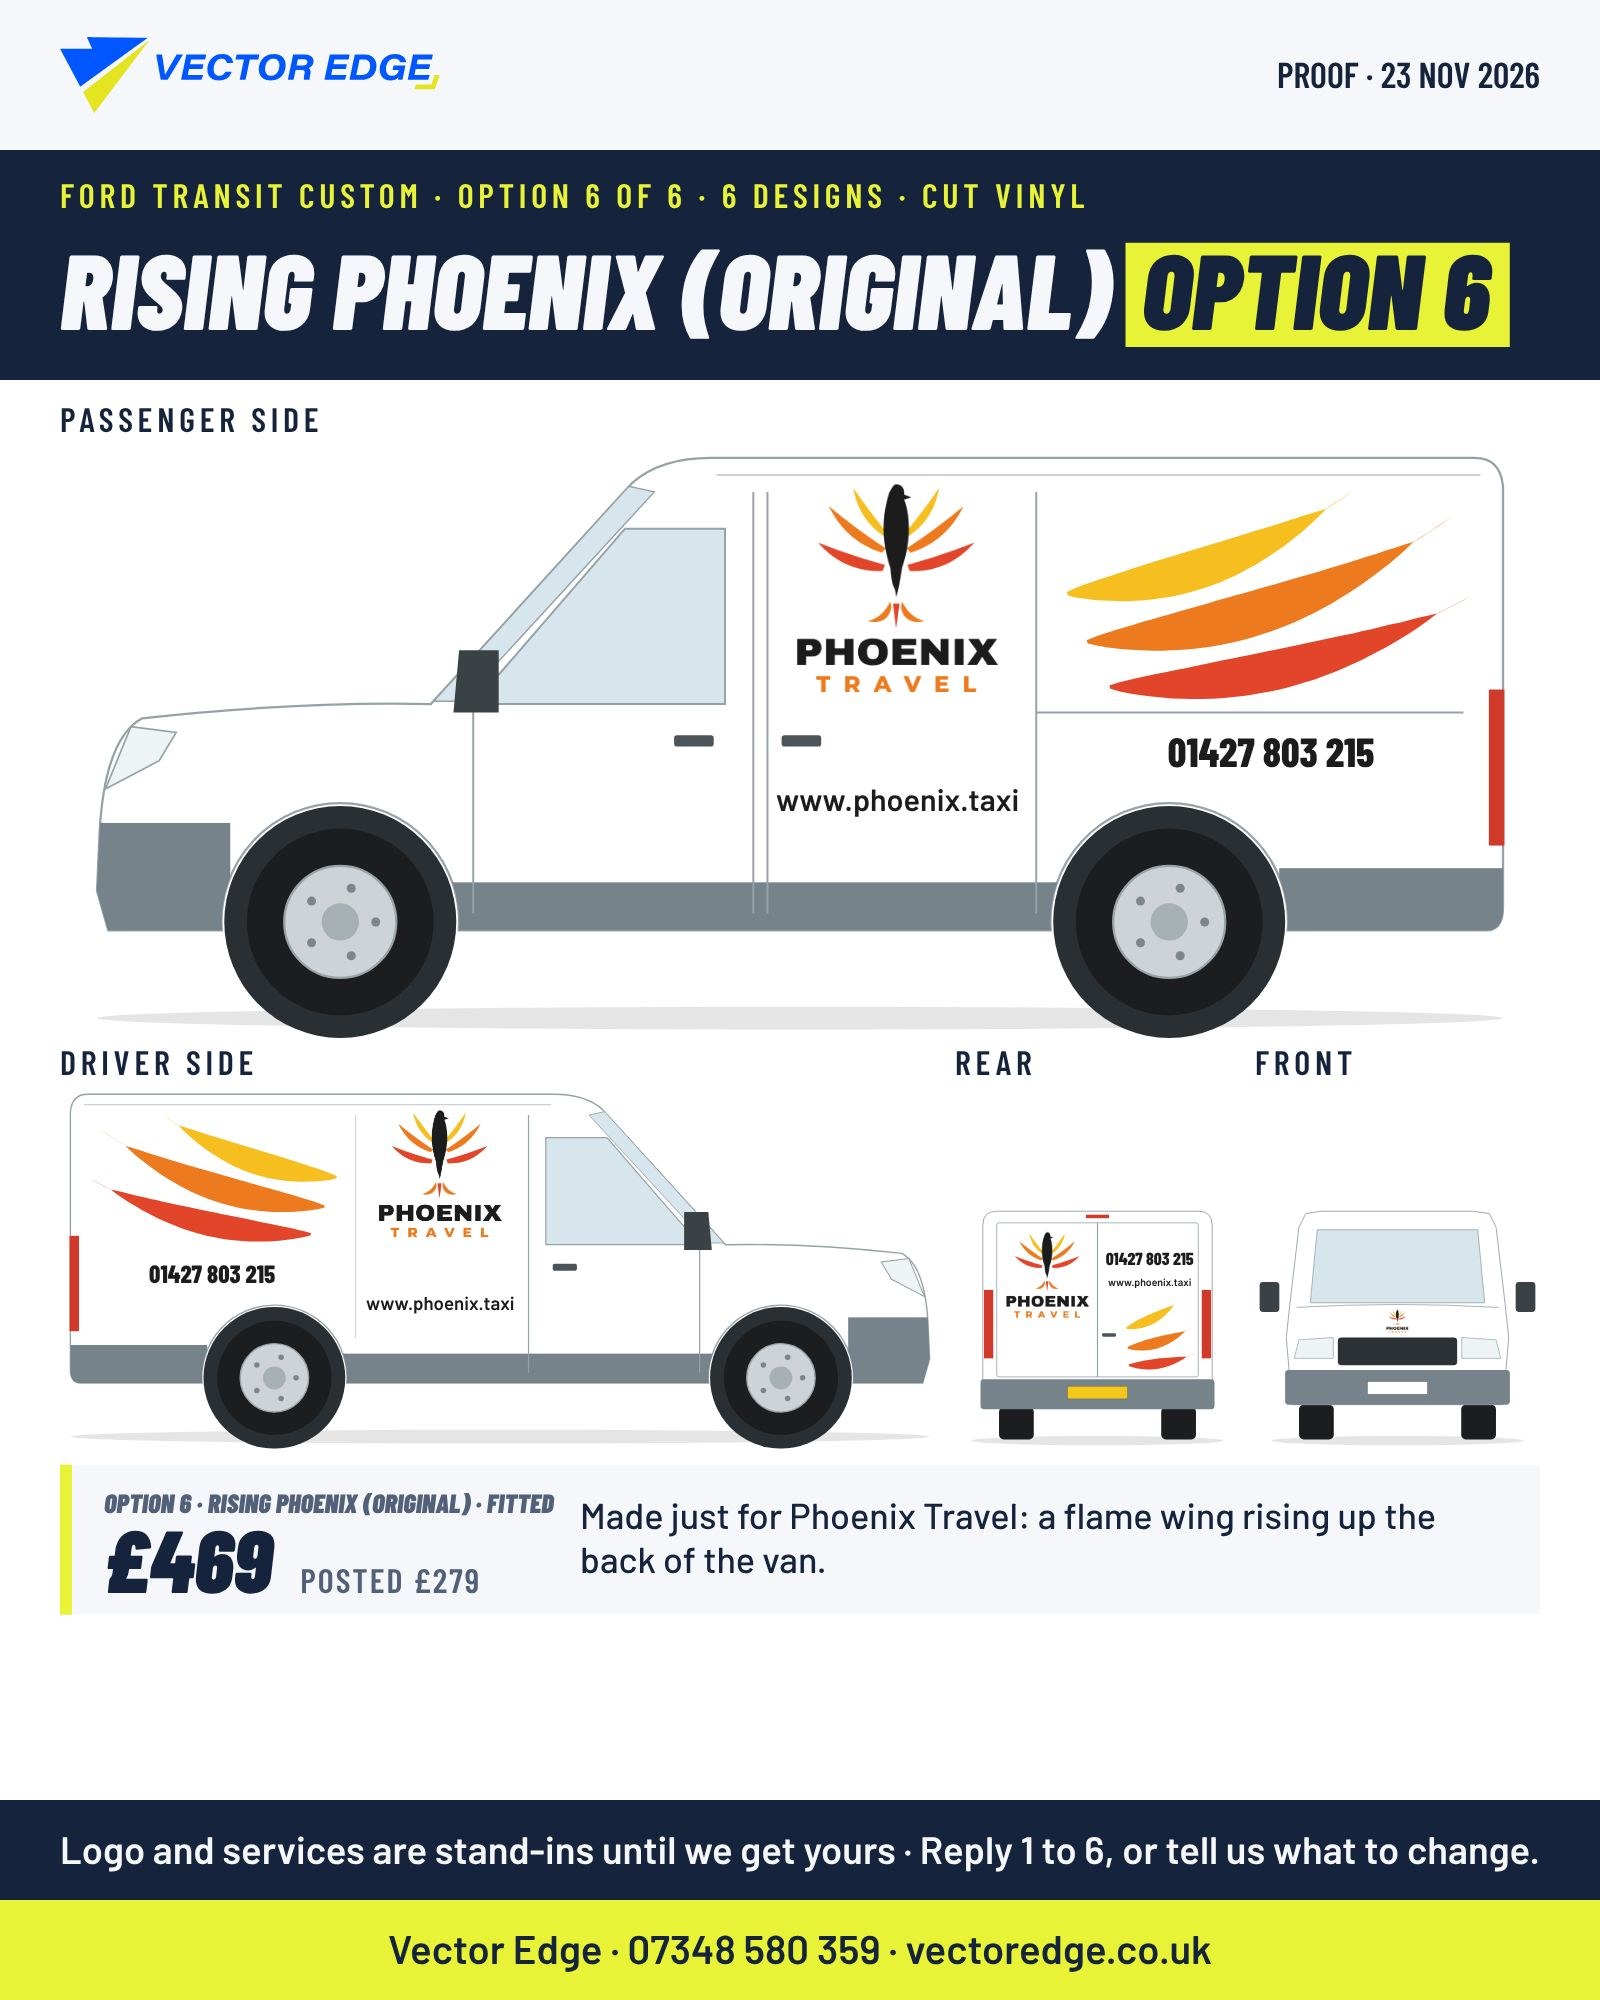 VECTOR EDGE
PROOF · 23 NOV 2026
FORD TRANSIT CUSTOM · OPTION 6 OF 6 · 6 DESIGNS · CUT VINYL
RISING PHOENIX (ORIGINAL) OPTION 6
PASSENGER SIDE
PHOENIX
TRAVEL
01427 803 215
www.phoenix.taxi
DRIVER SIDE
REAR
FRONT
PHOENIX
TRAVEL
01427 803 215
www.phoenix.taxi
PHOENIX
TRAVEL
01427 803 215
www.phoenix.taxi
PHOENIX
OPTION 6 · RISING PHOENIX (ORIGINAL) · FITTED
£469 POSTED £279
Made just for Phoenix Travel: a flame wing rising up the
back of the van.
Logo and services are stand-ins until we get yours · Reply 1 to 6, or tell us what to change.
Vector Edge · 07348 580 359 · vectoredge.co.uk